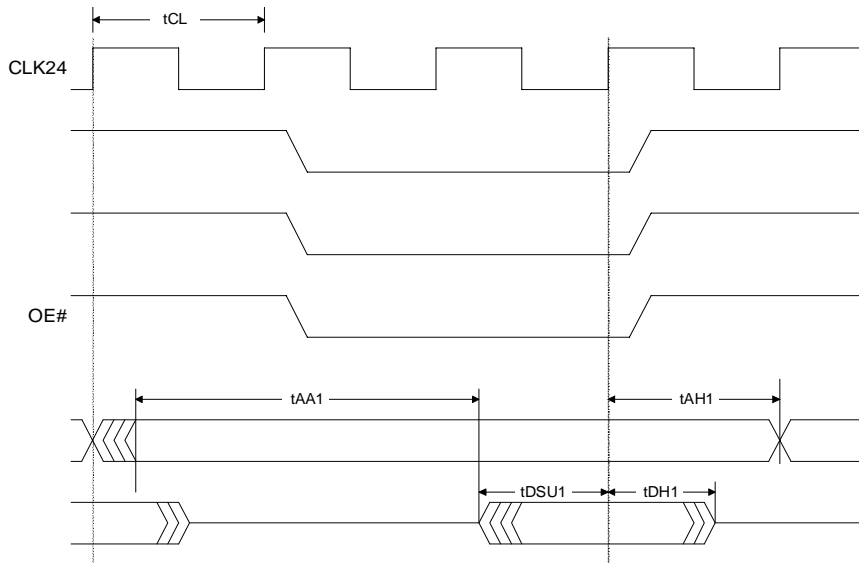 tCL
CLK24
OE#
tAA1
tAH1
tDSU1
tDH1